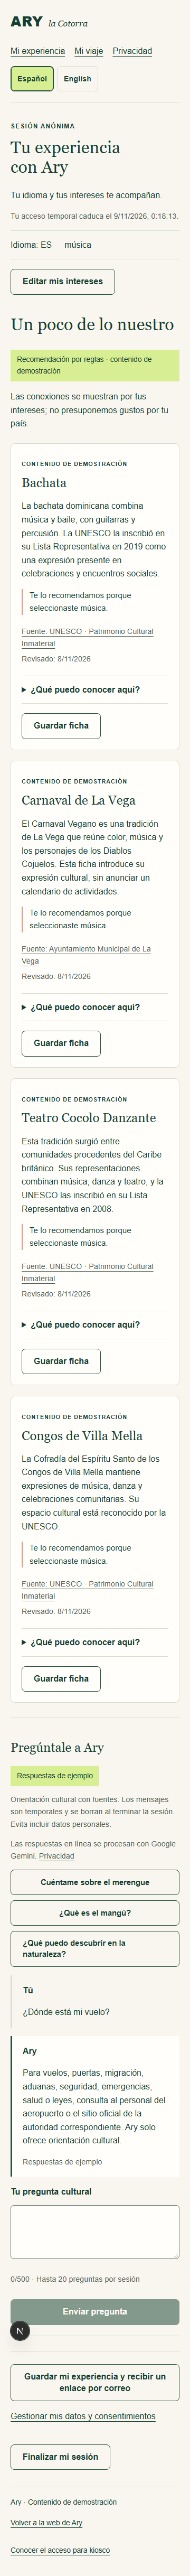 ARY la Cotorra
Mi experiencia Mi viaje Privacidad
Español English
SESIÓN ANÓNIMA
Tu experiencia
con Ary
Tu idioma y tus intereses te acompañan.
Tu acceso temporal caduca el 9/11/2026, 0:18:13.
Idioma: ES música
Editar mis intereses
Un poco de lo nuestro
Recomendación por reglas · contenido de
demostración
Las conexiones se muestran por tus
intereses; no presuponemos gustos por tu
país.
CONTENIDO DE DEMOSTRACIÓN
Bachata
La bachata dominicana combina
música y baile, con guitarras y
percusión. La UNESCO la inscribió en
su Lista Representativa en 2019 como
una expresión presente en
celebraciones y encuentros sociales.
Te lo recomendamos porque
seleccionaste música.
Fuente: UNESCO · Patrimonio Cultural
Inmaterial
Revisado: 8/11/2026
¿Qué puedo conocer aquí?
Guardar ficha
CONTENIDO DE DEMOSTRACIÓN
Carnaval de La Vega
El Carnaval Vegano es una tradición
de La Vega que reúne color, música y
los personajes de los Diablos
Cojuelos. Esta ficha introduce su
expresión cultural, sin anunciar un
calendario de actividades.
Te lo recomendamos porque
seleccionaste música.
Fuente: Ayuntamiento Municipal de La
Vega
Revisado: 8/11/2026
¿Qué puedo conocer aquí?
Guardar ficha
CONTENIDO DE DEMOSTRACIÓN
Teatro Cocolo Danzante
Esta tradición surgió entre
comunidades procedentes del Caribe
británico. Sus representaciones
combinan música, danza y teatro, y la
UNESCO las inscribió en su Lista
Representativa en 2008.
Te lo recomendamos porque
seleccionaste música.
Fuente: UNESCO · Patrimonio Cultural
Inmaterial
Revisado: 8/11/2026
¿Qué puedo conocer aquí?
Guardar ficha
CONTENIDO DE DEMOSTRACIÓN
Congos de Villa Mella
La Cofradía del Espíritu Santo de los
Congos de Villa Mella mantiene
expresiones de música, danza y
celebraciones comunitarias. Su
espacio cultural está reconocido por la
UNESCO.
Te lo recomendamos porque
seleccionaste música.
Fuente: UNESCO · Patrimonio Cultural
Inmaterial
Revisado: 8/11/2026
¿Qué puedo conocer aquí?
Guardar ficha
Pregúntale a Ary
Respuestas de ejemplo
Orientación cultural con fuentes. Los mensajes
son temporales y se borran al terminar la sesión.
Evita incluir datos personales.
Las respuestas en línea se procesan con Google
Gemini. Privacidad
Cuéntame sobre el merengue
¿Qué es el mangú?
¿Qué puedo descubrir en la
naturaleza?
Tú
¿Dónde está mi vuelo?
Ary
Para vuelos, puertas, migración,
aduanas, seguridad, emergencias,
salud o leyes, consulta al personal del
aeropuerto o el sitio oficial de la
autoridad correspondiente. Ary solo
ofrece orientación cultural.
Respuestas de ejemplo
Tu pregunta cultural
0/500 · Hasta 20 preguntas por sesión
Enviar pregunta
N
Guardar mi experiencia y recibir un
enlace por correo
Gestionar mis datos y consentimientos
Finalizar mi sesión
Ary · Contenido de demostración
Volver a la web de Ary
Conocer el acceso para kiosco